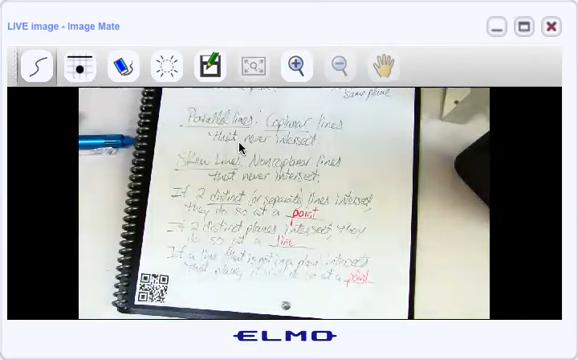 LIVE image - Image Mate
same plane
Parallel lines: Coplanar lines
that never intersect
Skew Line: Noncoplanar lines
that never intersect.
If 2 distinct (or separate) lines intersect,
they do so at a point
If 2 distinct planes intersect, they
do so at a line
If a line that is not in a plane intersects
that plane, it will do so at a point
ELMO